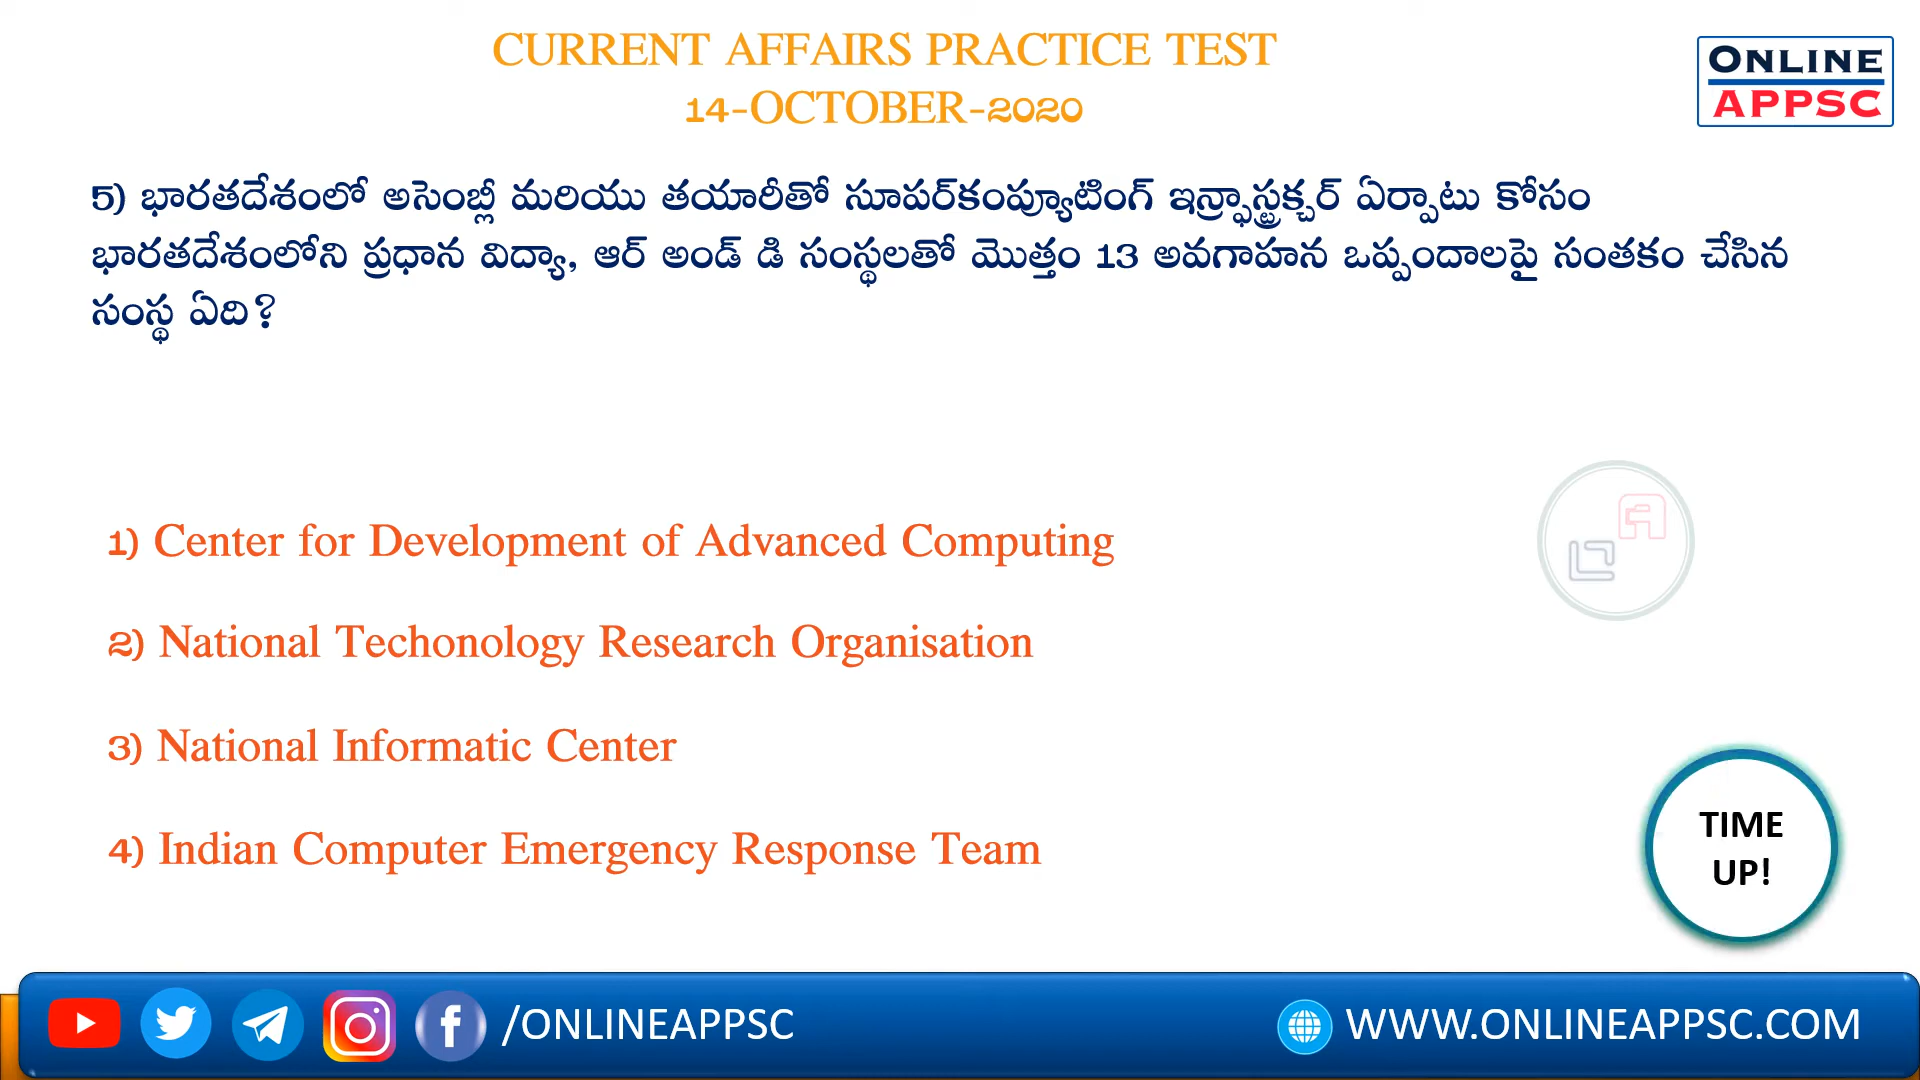 CURRENT AFFAIRS PRACTICE TEST
14-OCTOBER-2020
ONLINE
APPSC
5) భారతదేశంలో అసెంబ్లీ మరియు తయారీతో సూపర్‌కంప్యూటింగ్ ఇన్ఫ్రాస్ట్రక్చర్ ఏర్పాటు కోసం
భారతదేశంలోని ప్రధాన విద్యా, ఆర్ అండ్ డి సంస్థలతో మొత్తం 13 అవగాహన ఒప్పందాలపై సంతకం చేసిన
సంస్థ ఏది?
1) Center for Development of Advanced Computing
2) National Techonology Research Organisation
3) National Informatic Center
4) Indian Computer Emergency Response Team
TIME
UP!
/ONLINEAPPSC
WWW.ONLINEAPPSC.COM